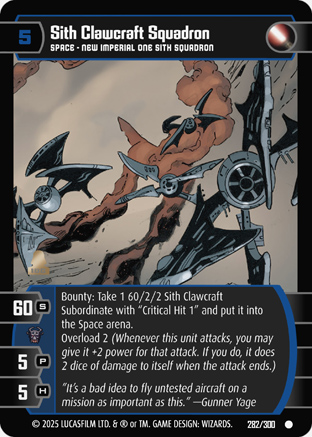 5
Sith Clawcraft Squadron
SPACE - NEW IMPERIAL ONE SITH SQUADRON
60 S
5 P
5 H
Bounty: Take 1 60/2/2 Sith Clawcraft
Subordinate with “Critical Hit 1” and put it into
the Space arena.
Overload 2 (Whenever this unit attacks, you may
give it +2 power for that attack. If you do, it does
2 dice of damage to itself when the attack ends.)
“It’s a bad idea to fly untested aircraft on a
mission as important as this.” —Gunner Yage
© 2025 LUCASFILM LTD. & ® or TM. GAME DESIGN: WIZARDS.
282/300